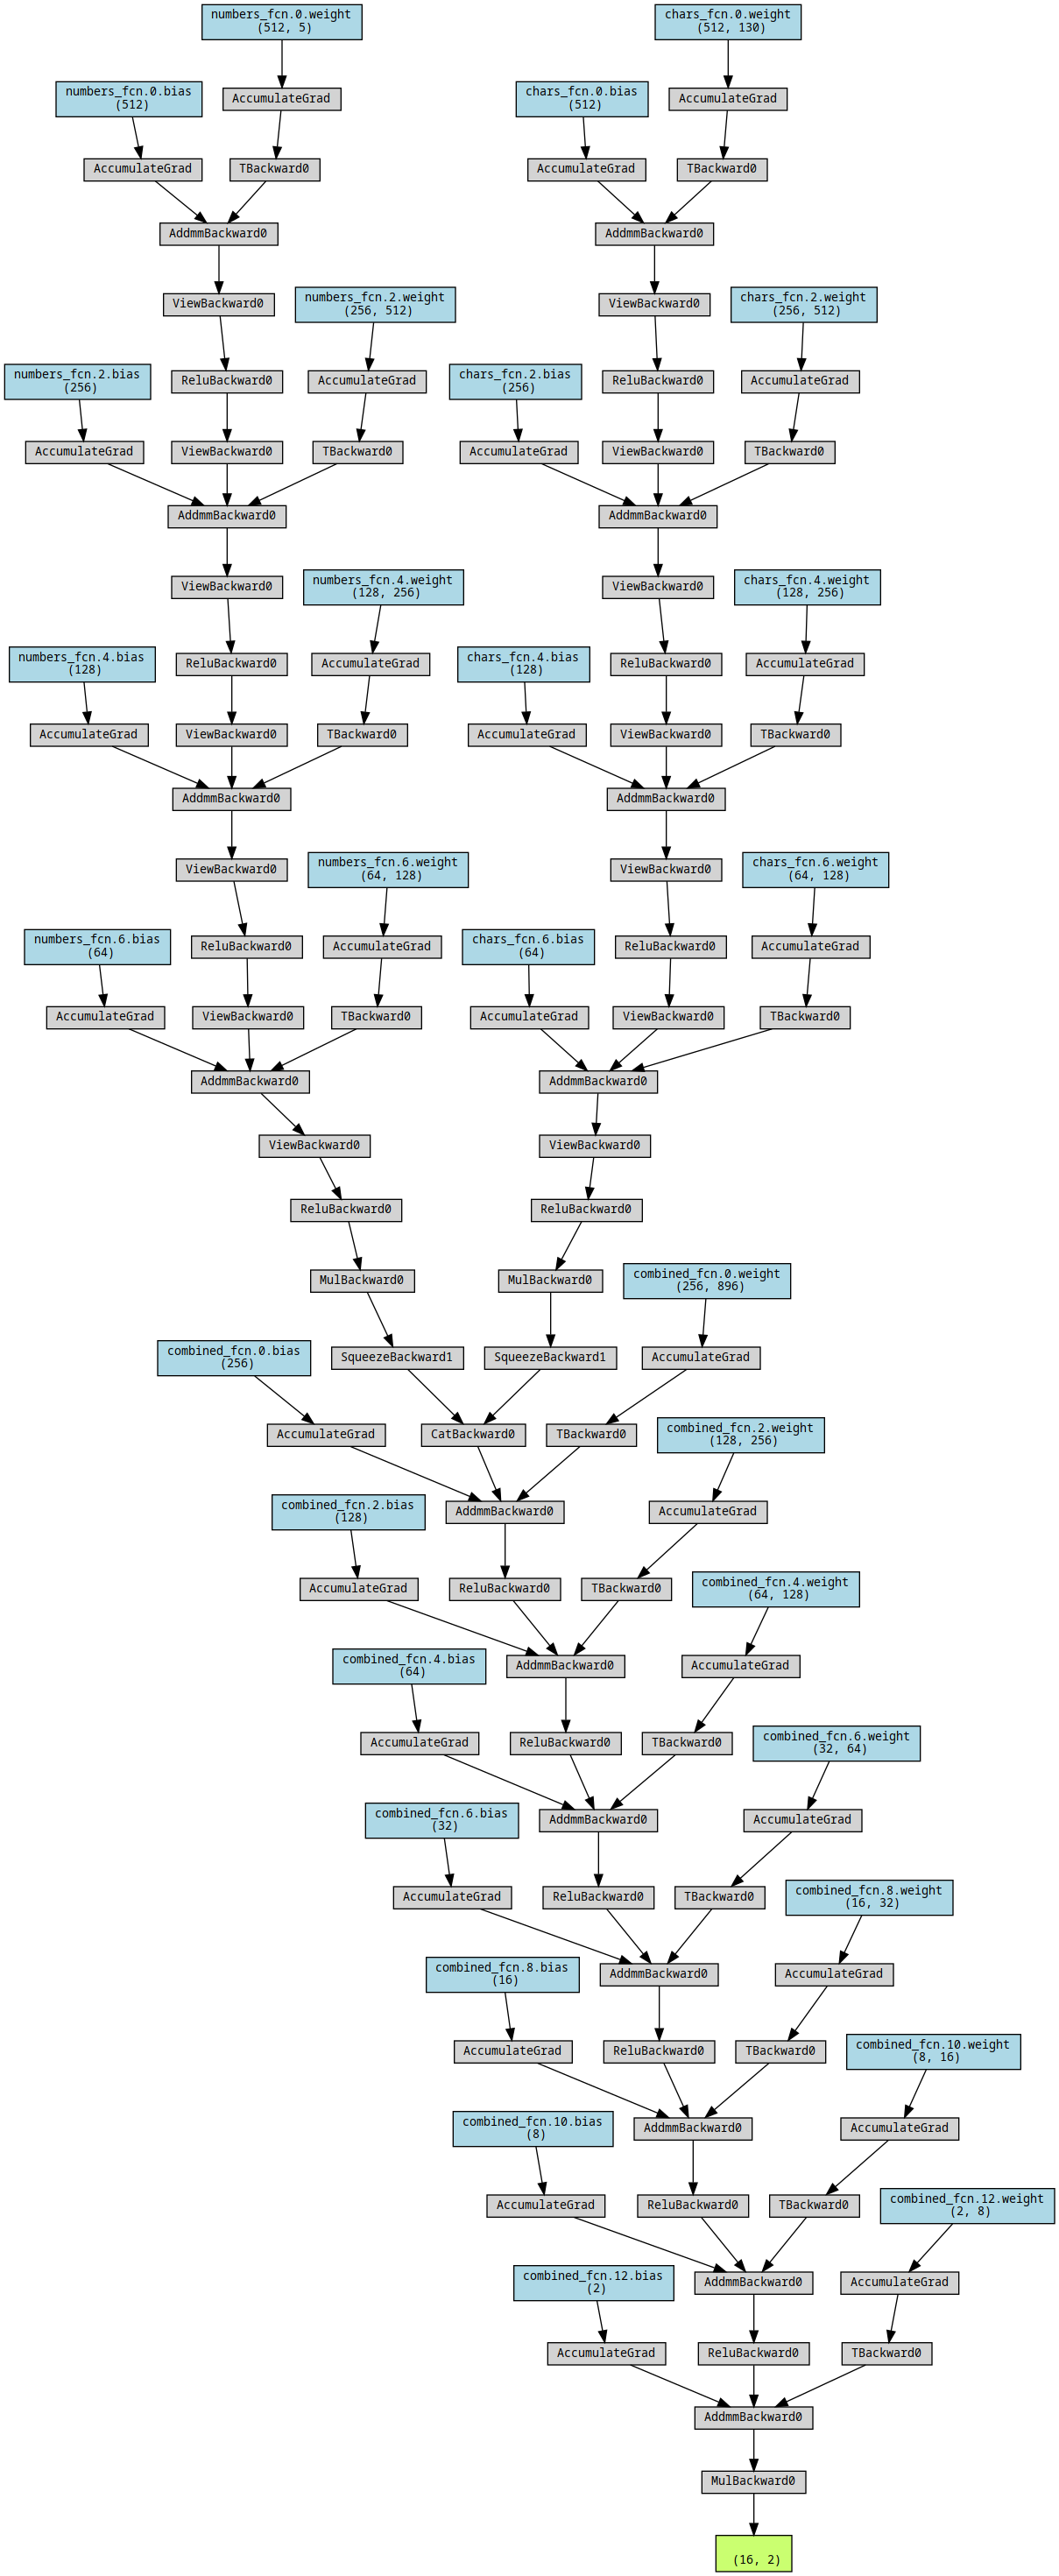 numbers_fcn.0.weight
(512, 5)
chars_fcn.0.weight
(512, 130)
numbers_fcn.0.bias
(512)
AccumulateGrad
chars_fcn.0.bias
(512)
AccumulateGrad
AccumulateGrad
TBackward0
AccumulateGrad
TBackward0
AddmmBackward0
AddmmBackward0
ViewBackward0
numbers_fcn.2.weight
(256, 512)
ViewBackward0
chars_fcn.2.weight
(256, 512)
numbers_fcn.2.bias
(256)
ReluBackward0
AccumulateGrad
chars_fcn.2.bias
(256)
ReluBackward0
AccumulateGrad
AccumulateGrad
ViewBackward0
TBackward0
AccumulateGrad
ViewBackward0
TBackward0
AddmmBackward0
AddmmBackward0
ViewBackward0
numbers_fcn.4.weight
(128, 256)
ViewBackward0
chars_fcn.4.weight
(128, 256)
numbers_fcn.4.bias
(128)
ReluBackward0
AccumulateGrad
chars_fcn.4.bias
(128)
ReluBackward0
AccumulateGrad
AccumulateGrad
ViewBackward0
TBackward0
AccumulateGrad
ViewBackward0
TBackward0
AddmmBackward0
AddmmBackward0
ViewBackward0
numbers_fcn.6.weight
(64, 128)
ViewBackward0
chars_fcn.6.weight
(64, 128)
numbers_fcn.6.bias
(64)
ReluBackward0
AccumulateGrad
chars_fcn.6.bias
(64)
ReluBackward0
AccumulateGrad
AccumulateGrad
ViewBackward0
TBackward0
AccumulateGrad
ViewBackward0
TBackward0
AddmmBackward0
AddmmBackward0
ViewBackward0
ViewBackward0
ReluBackward0
ReluBackward0
MulBackward0
MulBackward0
combined_fcn.0.weight
(256, 896)
combined_fcn.0.bias
(256)
SqueezeBackward1
SqueezeBackward1
AccumulateGrad
AccumulateGrad
CatBackward0
TBackward0
combined_fcn.2.weight
(128, 256)
combined_fcn.2.bias
(128)
AddmmBackward0
AccumulateGrad
AccumulateGrad
ReluBackward0
TBackward0
combined_fcn.4.weight
(64, 128)
combined_fcn.4.bias
(64)
AddmmBackward0
AccumulateGrad
AccumulateGrad
ReluBackward0
TBackward0
combined_fcn.6.weight
(32, 64)
combined_fcn.6.bias
(32)
AddmmBackward0
AccumulateGrad
AccumulateGrad
ReluBackward0
TBackward0
combined_fcn.8.weight
(16, 32)
combined_fcn.8.bias
(16)
AddmmBackward0
AccumulateGrad
AccumulateGrad
ReluBackward0
TBackward0
combined_fcn.10.weight
(8, 16)
combined_fcn.10.bias
(8)
AddmmBackward0
AccumulateGrad
AccumulateGrad
ReluBackward0
TBackward0
combined_fcn.12.weight
(2, 8)
combined_fcn.12.bias
(2)
AddmmBackward0
AccumulateGrad
AccumulateGrad
ReluBackward0
TBackward0
AddmmBackward0
MulBackward0
(16, 2)